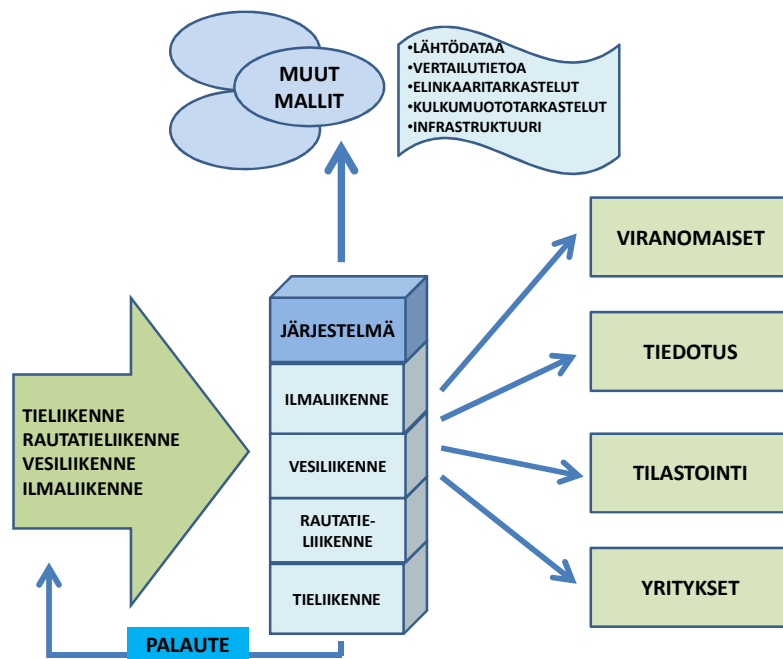 MUUT
MALLIT
•LÄHTÖDATAA
•VERTAILUTIETOA
•ELINKAARITARKASTELUT
•KULKUMUOTOTARKASTELUT
•INFRASTRUKTUURI
TIELIIKENNE
RAUTATIELIIKENNE
VESILIIKENNE
ILMALIIKENNE
JÄRJESTELMÄ
ILMALIIKENNE
VESILIIKENNE
RAUTATIE-
LIIKENNE
TIELIIKENNE
PALAUTE
VIRANOMAISET
TIEDOTUS
TILASTOINTI
YRITYKSET